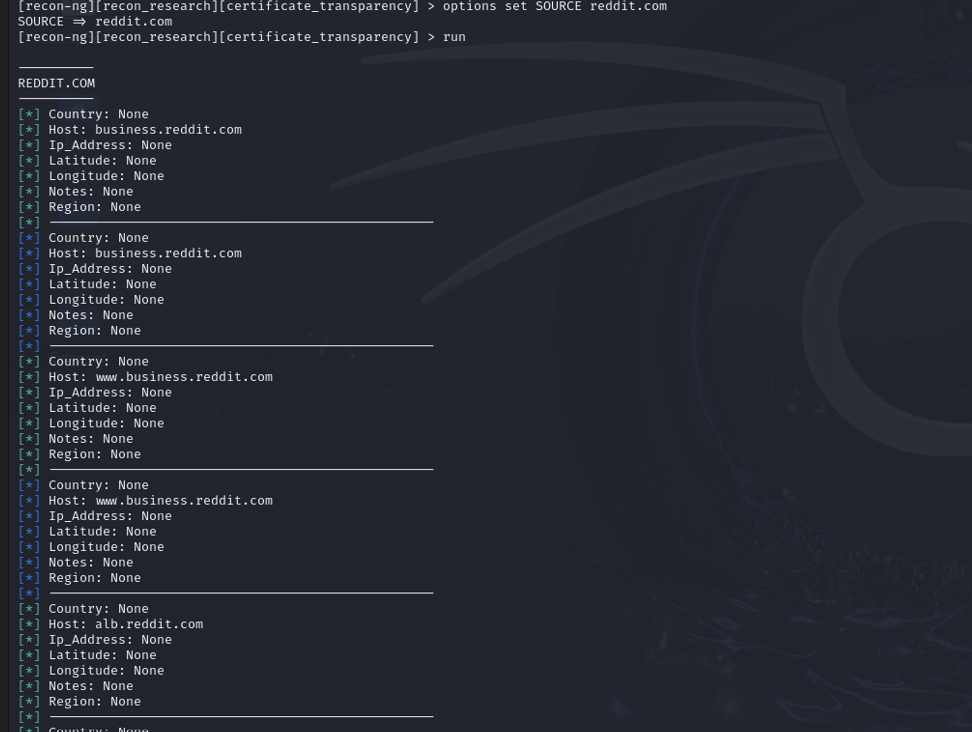 [recon-ng][recon_research][certificate_transparency] > options set SOURCE reddit.com
SOURCE ⇒ reddit.com
[recon-ng][recon_research][certificate_transparency] > run
REDDIT.COM
[*] Country: None
[*] Host: business.reddit.com
[*] Ip_Address: None
[*] Latitude: None
[*] Longitude: None
[*] Notes: None
[*] Region: None
[*]
[*] Country: None
[*] Host: business.reddit.com
[*] Ip_Address: None
[*] Latitude: None
[*] Longitude: None
[*] Notes: None
[*] Region: None
[*]
[*] Country: None
[*] Host: www.business.reddit.com
[*] Ip_Address: None
[*] Latitude: None
[*] Longitude: None
[*] Notes: None
[*] Region: None
[*]
[*] Country: None
[*] Host: www.business.reddit.com
[*] Ip_Address: None
[*] Latitude: None
[*] Longitude: None
[*] Notes: None
[*] Region: None
[*]
[*] Country: None
[*] Host: alb.reddit.com
[*] Ip_Address: None
[*] Latitude: None
[*] Longitude: None
[*] Notes: None
[*] Region: None
[*]
[*] Country: None